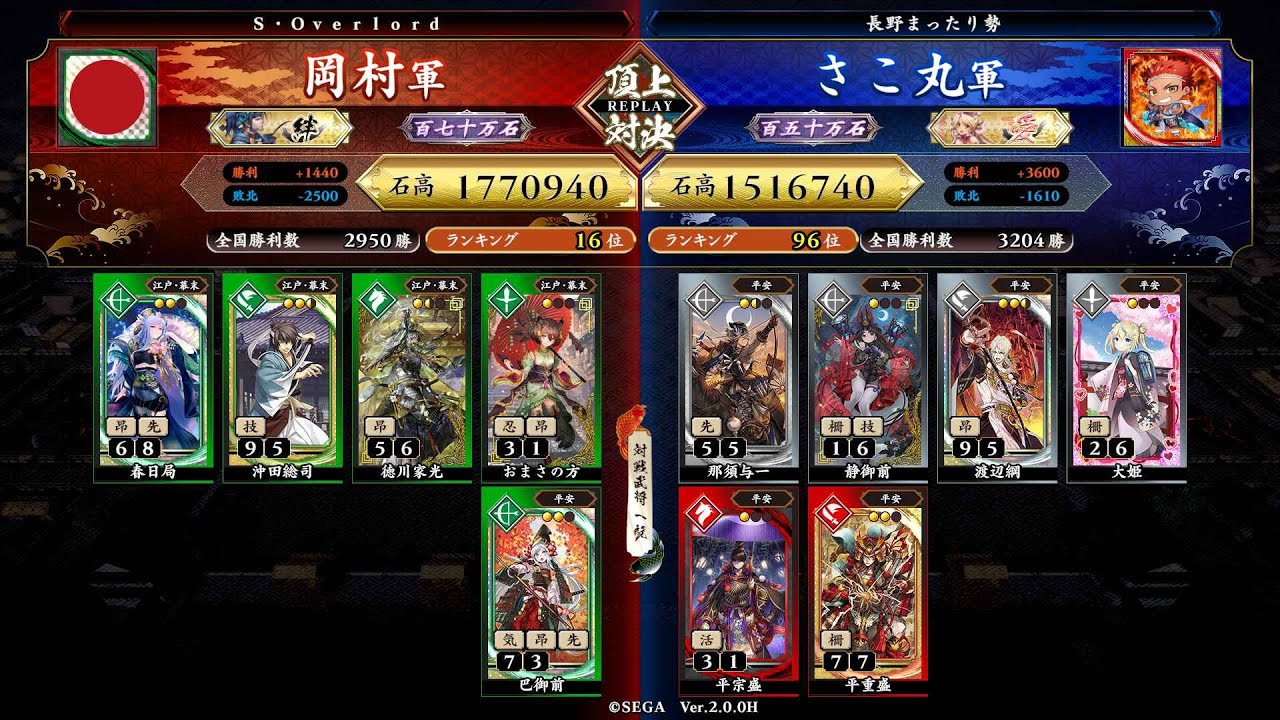 S・Overlord
長野まったり勢
岡村軍
頂上
REPLAY
対決
さこ丸軍
絆
百七十万石
百五十万石
愛
勝利 +1440
敗北 -2500
石高 1770940
石高 1516740
勝利 +3600
敗北 -1610
全国勝利数 2950勝
ランキング 16位
ランキング 96位
全国勝利数 3204勝
江戸・幕末
江戸・幕末
江戸・幕末
江戸・幕末
平安
平安
平安
平安
昂 先
技
昂
忍 昂
先
柵 技
昂
柵
6 8
9 5
5 6
3 1
5 5
1 6
9 5
2 6
春日局
沖田総司
徳川家光
おまさの方
那須与一
静御前
渡辺綱
大姫
対戦武将一覧
平安
平安
平安
気 昂 先
活
柵
7 3
3 1
7 7
巴御前
平宗盛
平重盛
©SEGA Ver.2.0.0H